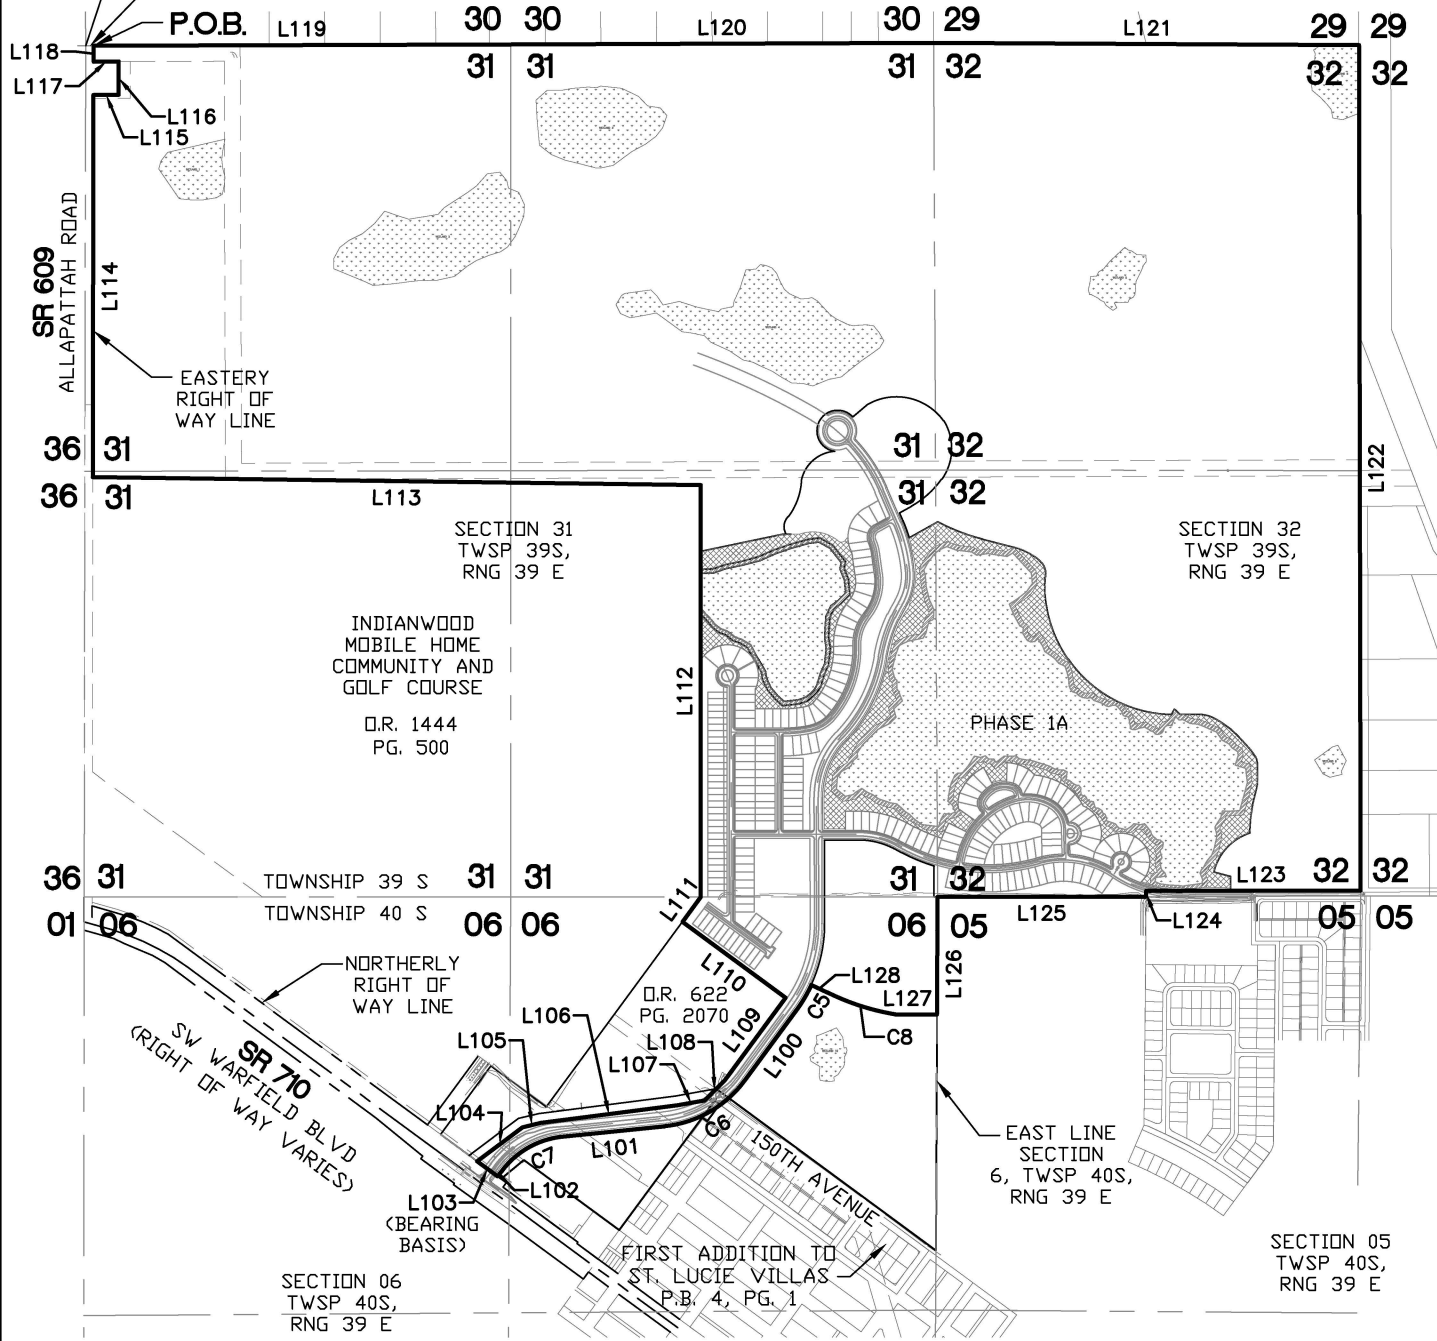 P.O.B.
L119
30 30
L120
30 29
L121
29 29
L118
31 31
31 32
32 32
L117
L116
L115
SR 609
ALLAPATTAH ROAD
L114
EASTERY
RIGHT OF
WAY LINE
36 31
31 32
L122
36 31
L113
31 32
SECTION 31
TWSP 39S,
RNG 39 E
SECTION 32
TWSP 39S,
RNG 39 E
INDIANWOOD
MOBILE HOME
COMMUNITY AND
GOLF COURSE
O.R. 1444
PG. 500
L112
PHASE 1A
36 31
TOWNSHIP 39 S
31 31
L111
31 32
L123
32 32
01 06
TOWNSHIP 40 S
06 06
06 05
L125
L124
05 05
NORTHERLY
RIGHT OF
WAY LINE
L110
O.R. 622
PG. 2070
L128
L127
L126
C5
C8
L109
L100
L106
L105
L108
L107
SW WARFIELD BLVD
SR 710
(RIGHT OF WAY VARIES)
L104
C7
L101
C6
150TH AVENUE
EAST LINE
SECTION
6, TWSP 40S,
RNG 39 E
L102
L103
(BEARING
BASIS)
FIRST ADDITION TO
ST. LUCIE VILLAS
P.B. 4, PG. 1
SECTION 06
TWSP 40S,
RNG 39 E
SECTION 05
TWSP 40S,
RNG 39 E